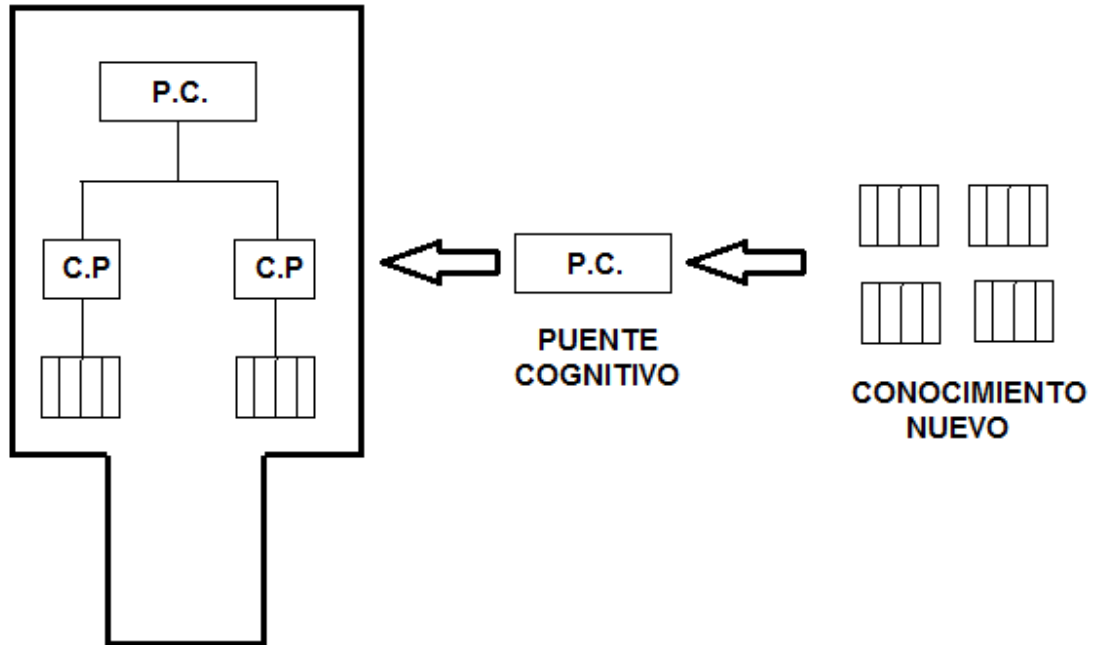 P.C.
C.P
C.P
P.C.
PUENTE
COGNITIVO
CONOCIMIENTO
NUEVO